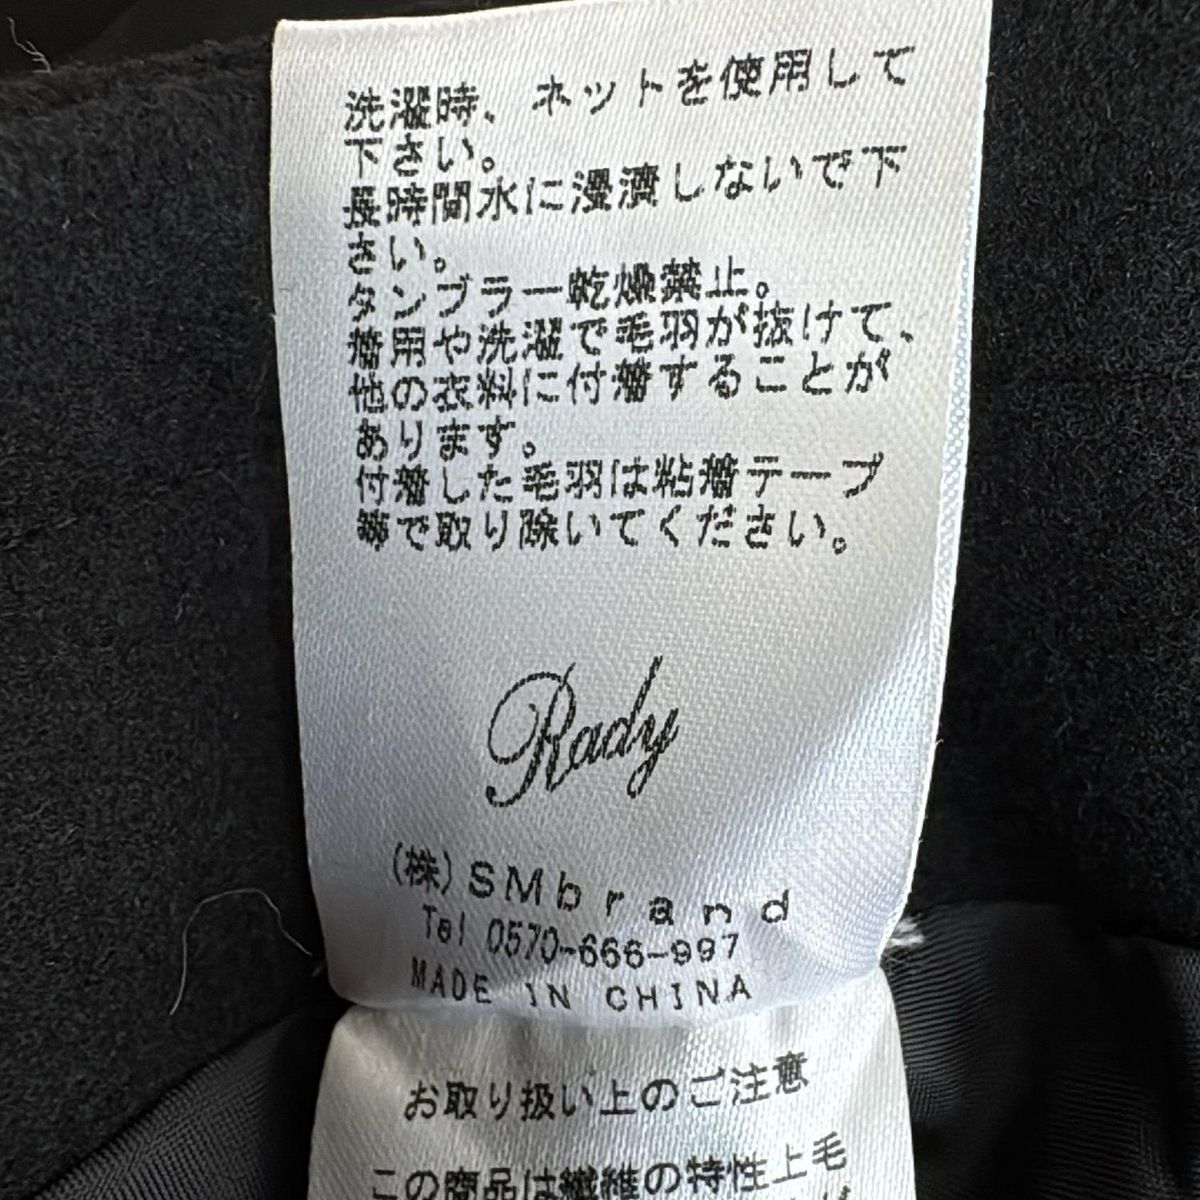 洗濯時、ネットを使用して
下さい。
長時間水に浸漬しないで下
さい。
タンブラー乾燥禁止。
着用や洗濯で毛羽が抜けて、
他の衣料に付着することが
あります。
付着した毛羽は粘着テープ
等で取り除いてください。
Rady
(株)SMbrand
Tel 0570-666-997
MADE IN CHINA
お取り扱い上のご注意
この商品は繊維の特性上毛